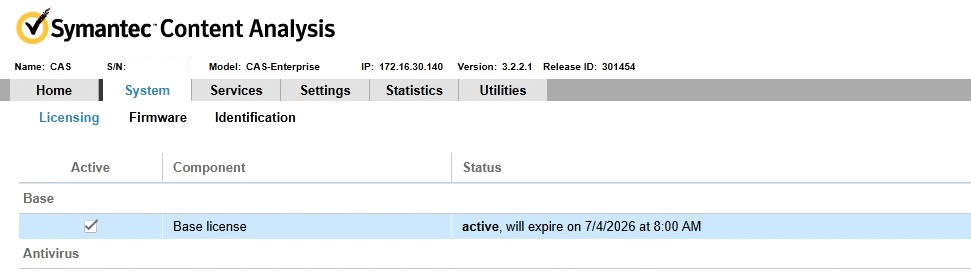 Symantec™ Content Analysis
Name: CAS S/N: Model: CAS-Enterprise IP: 172.16.30.140 Version: 3.2.2.1 Release ID: 301454
Home System Services Settings Statistics Utilities
Licensing Firmware Identification
Active Component Status
Base
Base license active, will expire on 7/4/2026 at 8:00 AM
Antivirus